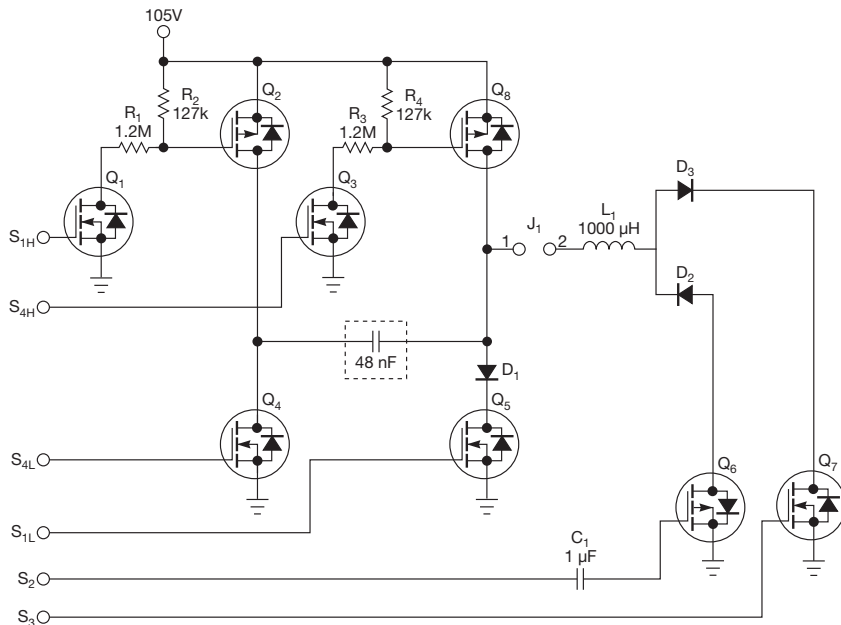 105V
Q2
Q8
R2
127k
R4
127k
R1
1.2M
R3
1.2M
Q1
Q3
D3
J1
L1
1000 µH
S1H
1
2
D2
S4H
48 nF
D1
Q4
Q5
S4L
Q6
Q7
S1L
C1
1 µF
S2
S3